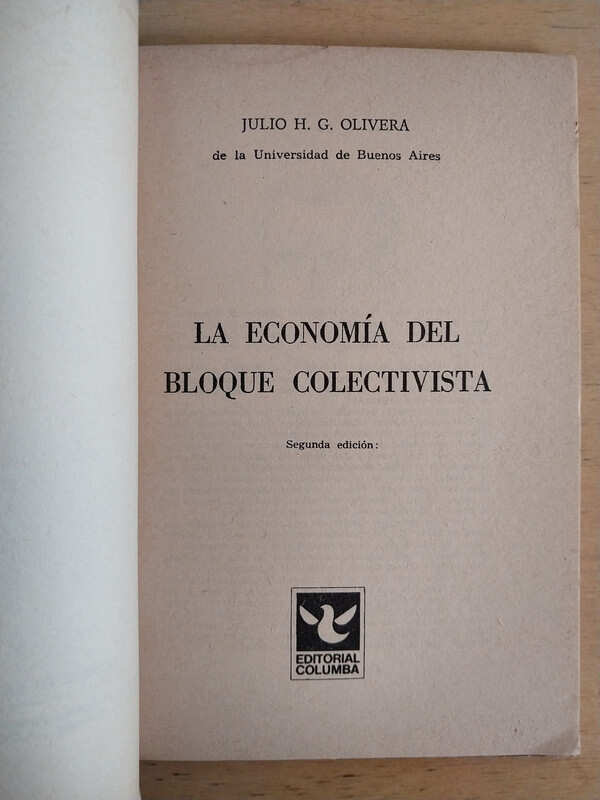 JULIO H. G. OLIVERA
de la Universidad de Buenos Aires
LA ECONOMÍA DEL
BLOQUE COLECTIVISTA
Segunda edición:
EDITORIAL
COLUMBA